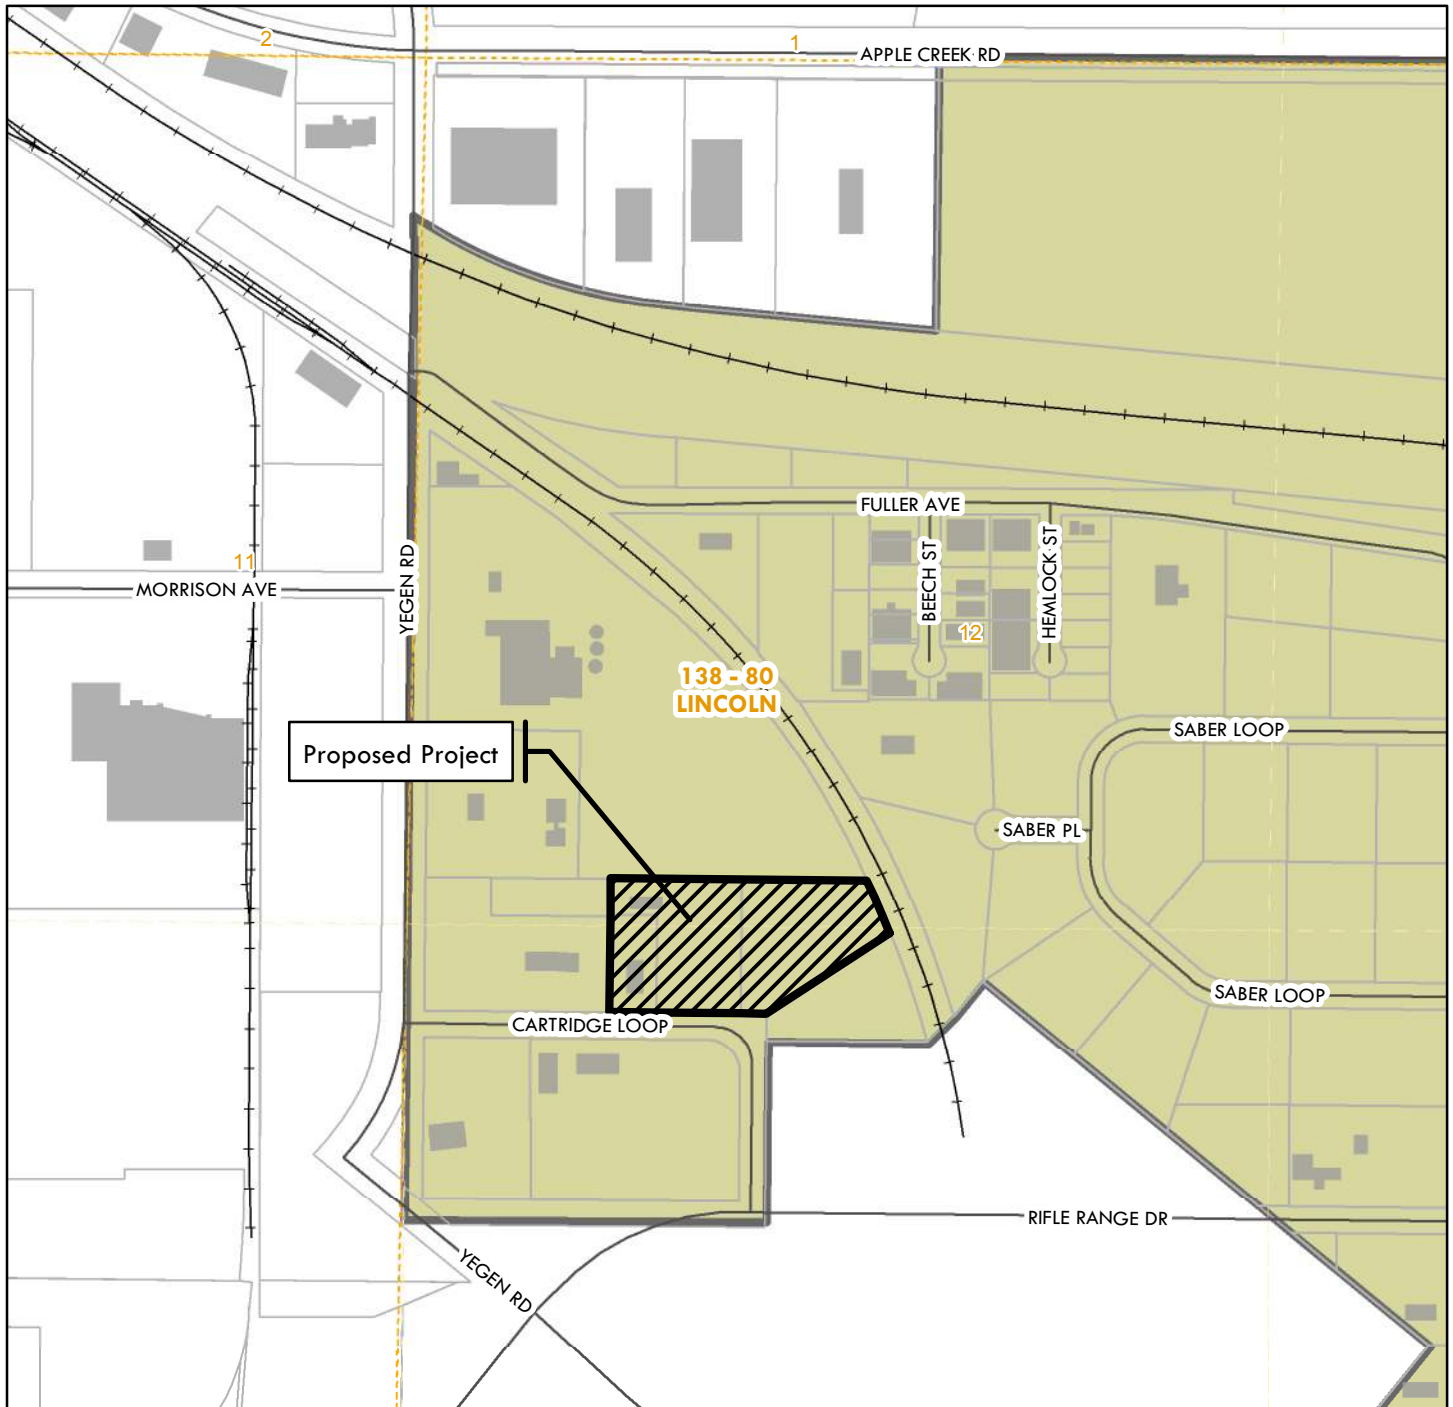 2
1
APPLE CREEK RD
FULLER AVE
BEECH ST
HEMLOCK ST
YEGEN RD
11
MORRISON AVE
12
138 - 80
LINCOLN
SABER LOOP
Proposed Project
SABER PL
SABER LOOP
CARTRIDGE LOOP
RIFLE RANGE DR
YEGEN RD